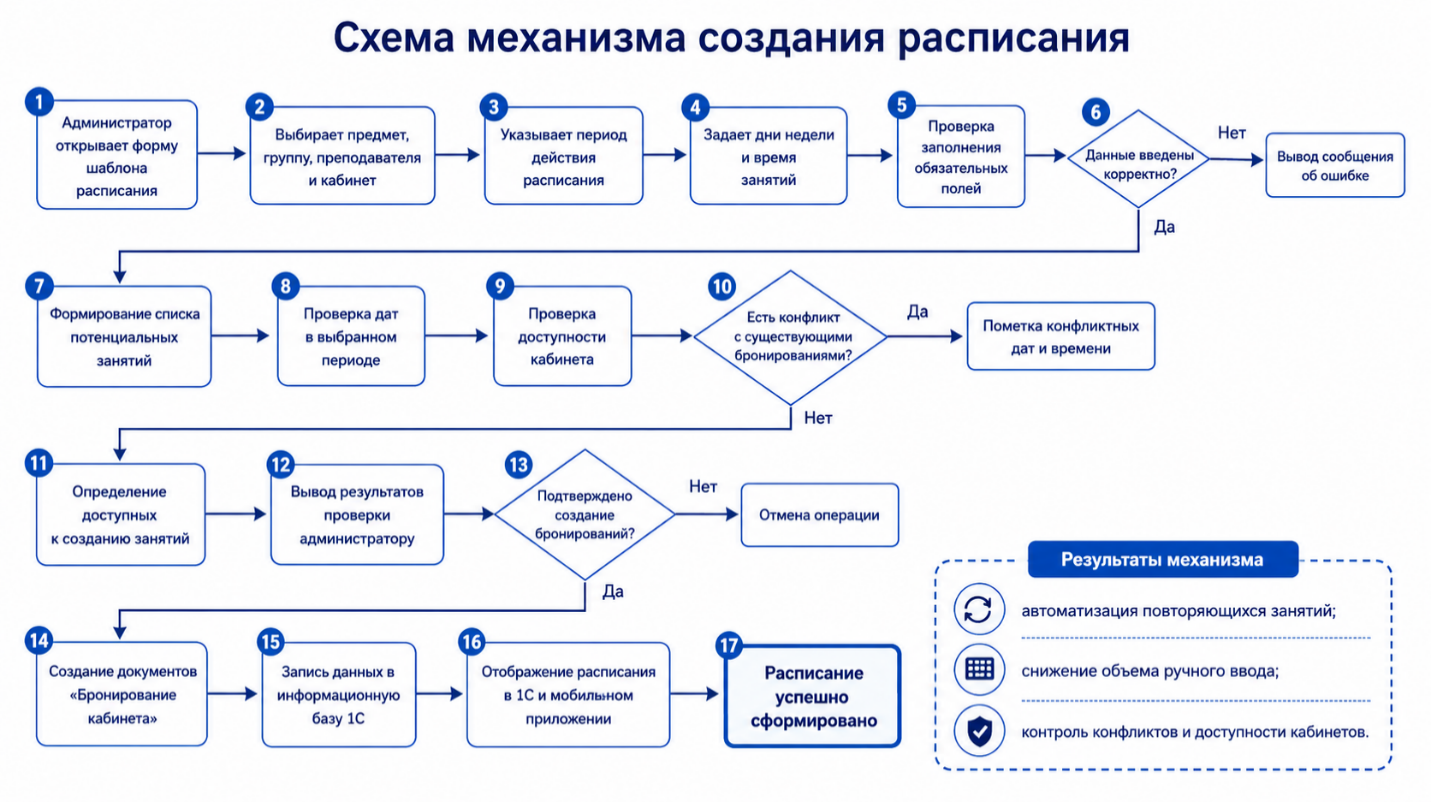 Схема механизма создания расписания
1
Администратор
открывает форму
шаблона
расписания
2
Выбирает предмет,
группу, преподавателя
и кабинет
3
Указывает период
действия
расписания
4
Задает дни недели
и время
занятий
5
Проверка
заполнения
обязательных
полей
6
Данные введены
корректно?
Нет
Вывод сообщения
об ошибке
Да
7
Формирование списка
потенциальных
занятий
8
Проверка дат
в выбранном
периоде
9
Проверка
доступности
кабинета
10
Есть конфликт
с существующими
бронированиями?
Да
Пометка конфликтных
дат и времени
Нет
11
Определение
доступных
к созданию занятий
12
Вывод результатов
проверки
администратору
13
Подтверждено
создание
бронирований?
Нет
Отмена операции
Да
14
Создание документов
«Бронирование
кабинета»
15
Запись данных в
информационную
базу 1С
16
Отображение расписания
в 1С и мобильном
приложении
17
Расписание
успешно
сформировано
Результаты механизма
автоматизация повторяющихся занятий;
снижение объема ручного ввода;
контроль конфликтов и доступности кабинетов.